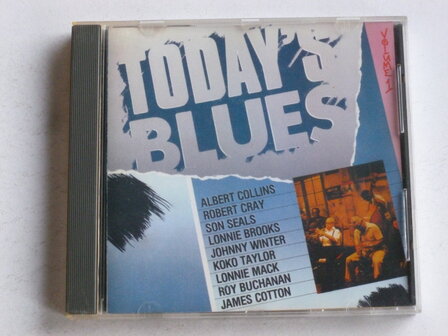 TODAY'S
BLUES
VOLUME 1
ALBERT COLLINS
ROBERT CRAY
SON SEALS
LONNIE BROOKS
JOHNNY WINTER
KOKO TAYLOR
LONNIE MACK
ROY BUCHANAN
JAMES COTTON